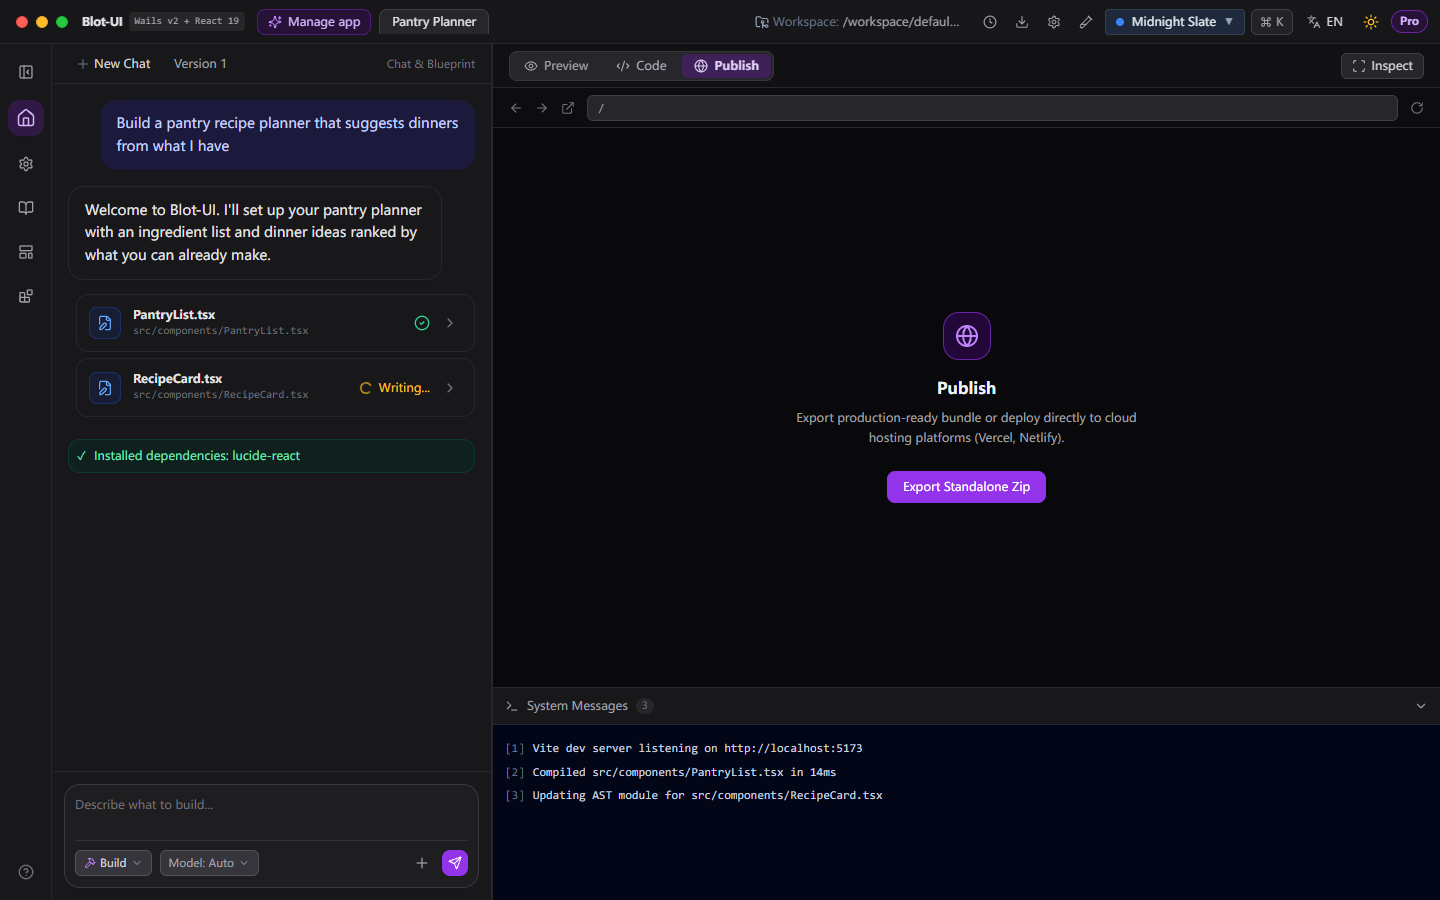 Blot-UI
Wails v2 + React 19
Manage app
Pantry Planner
Workspace: /workspace/defaul...
Midnight Slate ▼
⌘ K
EN
Pro
New Chat
Version 1
Chat & Blueprint
Build a pantry recipe planner that suggests dinners
from what I have
Welcome to Blot-UI. I'll set up your pantry planner
with an ingredient list and dinner ideas ranked by
what you can already make.
PantryList.tsx
src/components/PantryList.tsx
RecipeCard.tsx
src/components/RecipeCard.tsx
Writing...
✓ Installed dependencies: lucide-react
Describe what to build...
Build
Model: Auto
Preview
Code
Publish
Inspect
/
Publish
Export production-ready bundle or deploy directly to cloud
hosting platforms (Vercel, Netlify).
Export Standalone Zip
System Messages 3
[1] Vite dev server listening on http://localhost:5173
[2] Compiled src/components/PantryList.tsx in 14ms
[3] Updating AST module for src/components/RecipeCard.tsx